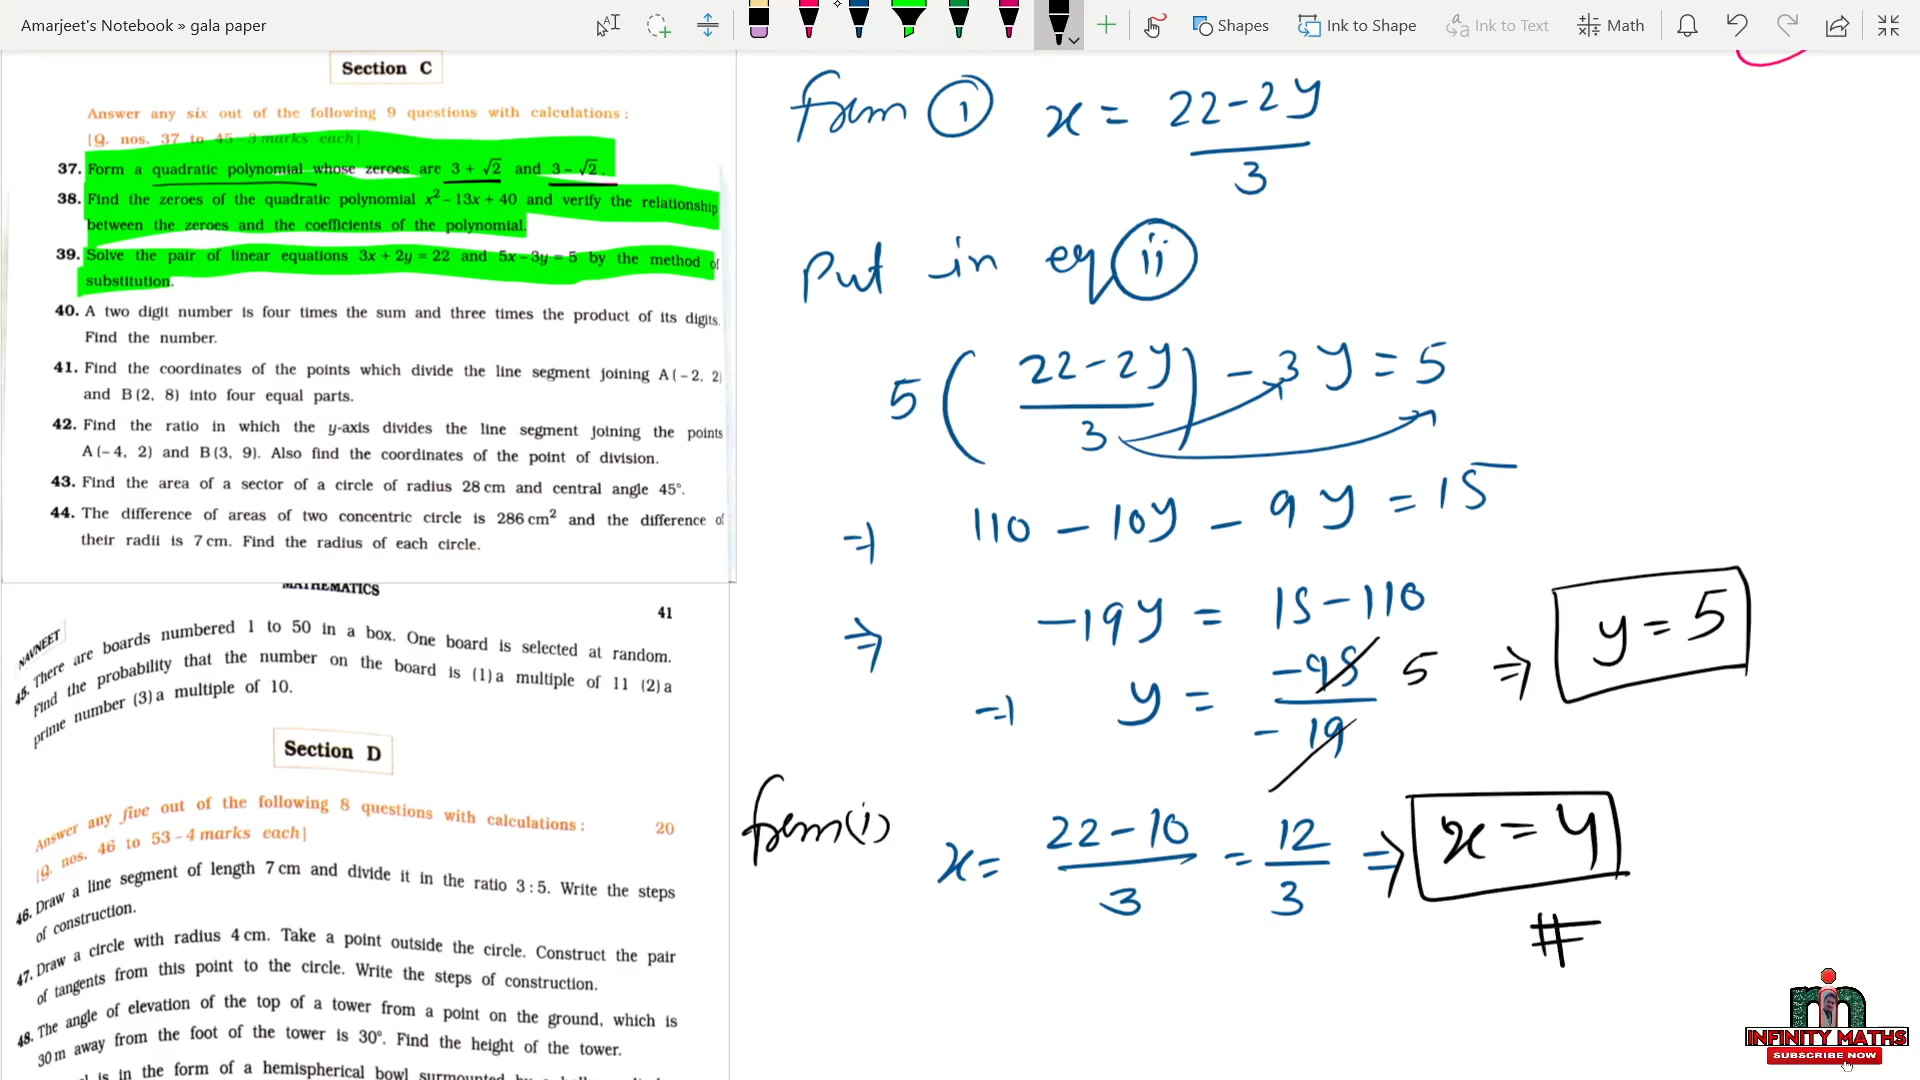 Amarjeet's Notebook » gala paper
Shapes
Ink to Shape
Ink to Text
Math
Section C
Answer any six out of the following 9 questions with calculations :
[Q. nos. 37 to 45 – 3 marks each]
37. Form a quadratic polynomial whose zeroes are 3 + √2 and 3 – √2.
38. Find the zeroes of the quadratic polynomial x² – 13x + 40 and verify the relationship
between the zeroes and the coefficients of the polynomial.
39. Solve the pair of linear equations 3x + 2y = 22 and 5x – 3y = 5 by the method of
substitution.
40. A two digit number is four times the sum and three times the product of its digits.
Find the number.
41. Find the coordinates of the points which divide the line segment joining A(–2, 2)
and B(2, 8) into four equal parts.
42. Find the ratio in which the y-axis divides the line segment joining the points
A(–4, 2) and B(3, 9). Also find the coordinates of the point of division.
43. Find the area of a sector of a circle of radius 28 cm and central angle 45°.
44. The difference of areas of two concentric circle is 286 cm² and the difference of
their radii is 7 cm. Find the radius of each circle.
MATHEMATICS
41
NAVNEET
45. There are boards numbered 1 to 50 in a box. One board is selected at random.
Find the probability that the number on the board is (1) a multiple of 11 (2) a
prime number (3) a multiple of 10.
Section D
Answer any five out of the following 8 questions with calculations : 20
[Q. nos. 46 to 53 – 4 marks each]
46. Draw a line segment of length 7 cm and divide it in the ratio 3 : 5. Write the steps
of construction.
47. Draw a circle with radius 4 cm. Take a point outside the circle. Construct the pair
of tangents from this point to the circle. Write the steps of construction.
48. The angle of elevation of the top of a tower from a point on the ground, which is
30 m away from the foot of the tower is 30°. Find the height of the tower.
is in the form of a hemispherical bowl surmounted by a
from (1) x = 22-2y / 3
Put in eq (ii)
5 ( 22-2y / 3 ) - 3y = 5
⇒ 110 - 10y - 9y = 15
⇒ -19y = 15 - 110
⇒ y = -95 / -19 5 ⇒ y = 5
from (i) x = 22-10 / 3 = 12 / 3 ⇒ x = 4
#
INFINITY MATHS
SUBSCRIBE NOW